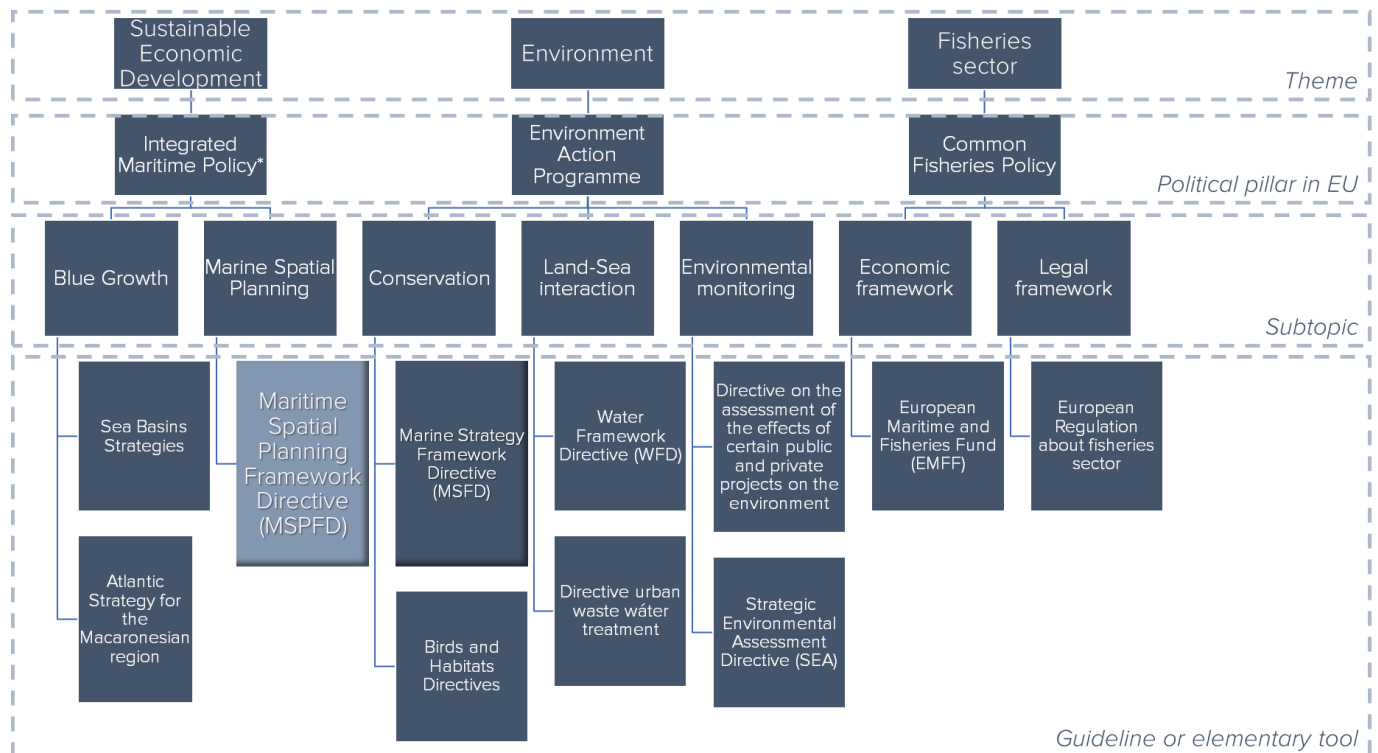 Sustainable
Economic
Development
Environment
Fisheries
sector
Theme
Integrated
Maritime Policy*
Environment
Action
Programme
Common
Fisheries Policy
Political pillar in EU
Blue Growth
Marine Spatial
Planning
Conservation
Land-Sea
interaction
Environmental
monitoring
Economic
framework
Legal
framework
Subtopic
Sea Basins
Strategies
Maritime
Spatial
Planning
Framework
Directive
(MSPFD)
Marine Strategy
Framework
Directive
(MSFD)
Water
Framework
Directive (WFD)
Directive on the
assessment of
the effects of
certain public
and private
projects on the
environment
European
Maritime and
Fisheries Fund
(EMFF)
European
Regulation
about fisheries
sector
Atlantic
Strategy for
the
Macaronesian
region
Birds and
Habitats
Directives
Directive urban
waste wáter
treatment
Strategic
Environmental
Assessment
Directive (SEA)
Guideline or elementary tool